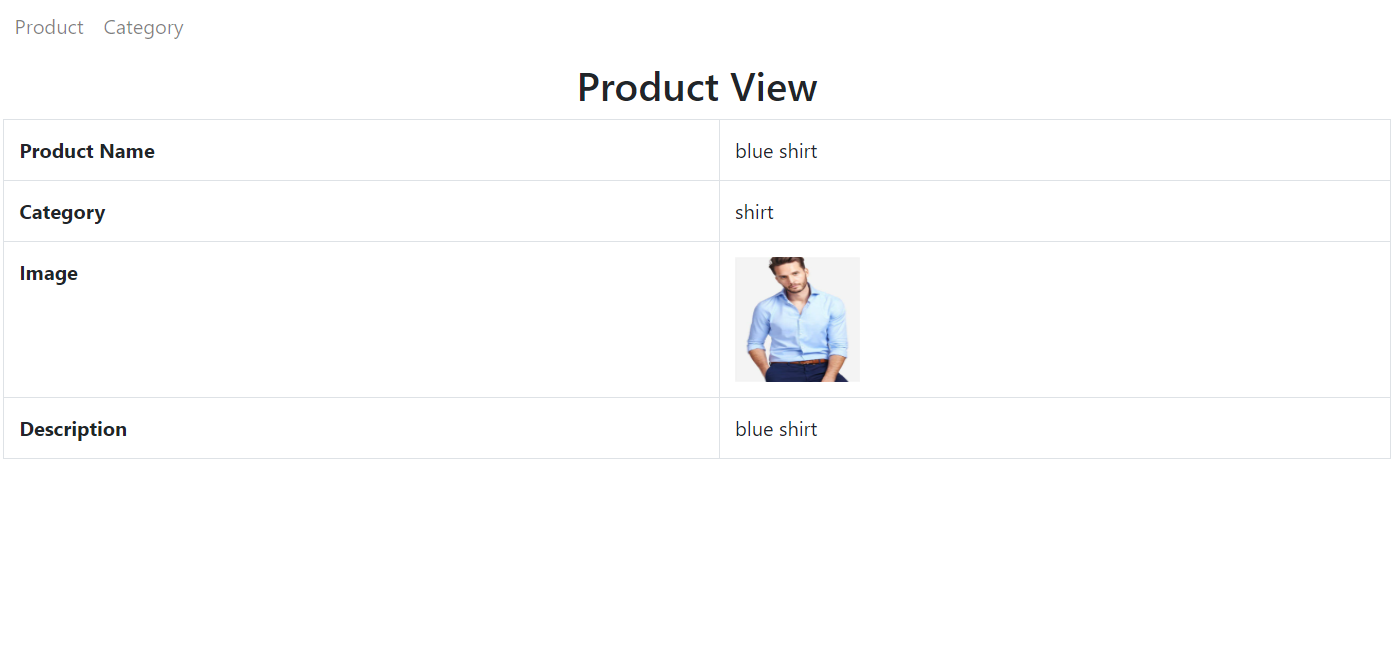 Product Category
Product View
Product Name blue shirt
Category shirt
Image
Description blue shirt